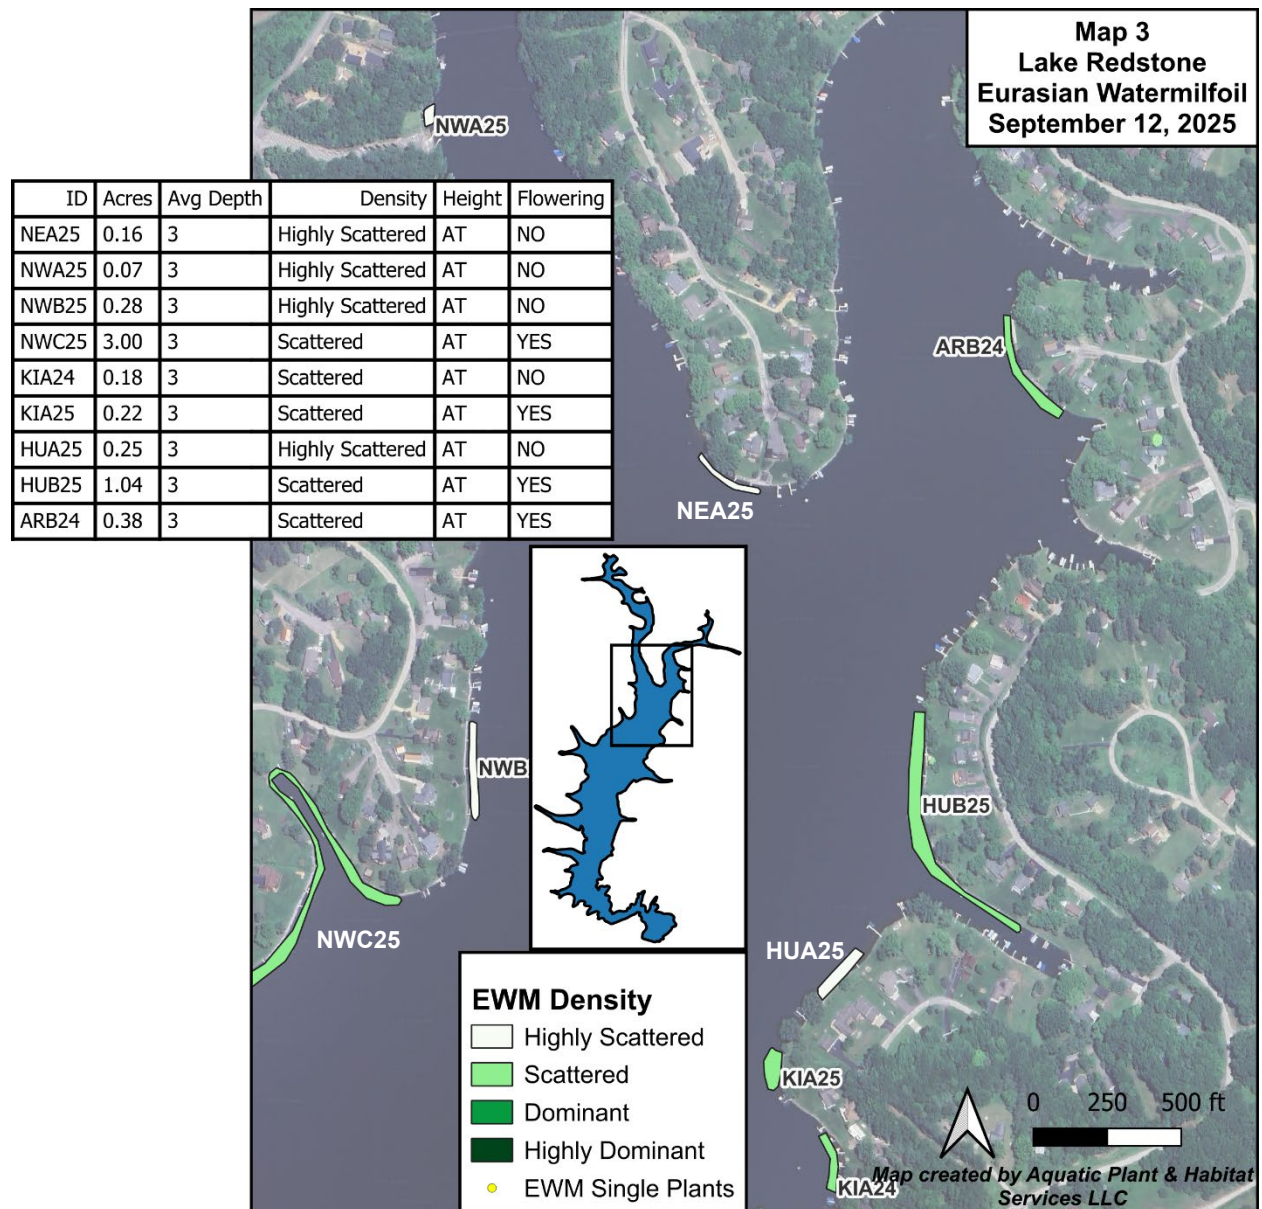 Map 3
Lake Redstone
Eurasian Watermilfoil
September 12, 2025
NWA25
ID Acres Avg Depth Density Height Flowering
NEA25 0.16 3 Highly Scattered AT NO
NWA25 0.07 3 Highly Scattered AT NO
NWB25 0.28 3 Highly Scattered AT NO
NWC25 3.00 3 Scattered AT YES
KIA24 0.18 3 Scattered AT NO
KIA25 0.22 3 Scattered AT YES
HUA25 0.25 3 Highly Scattered AT NO
HUB25 1.04 3 Scattered AT YES
ARB24 0.38 3 Scattered AT YES
ARB24
NEA25
NWB
HUB25
NWC25
HUA25
KIA25
KIA24
EWM Density
Highly Scattered
Scattered
Dominant
Highly Dominant
EWM Single Plants
0 250 500 ft
Map created by Aquatic Plant & Habitat
Services LLC